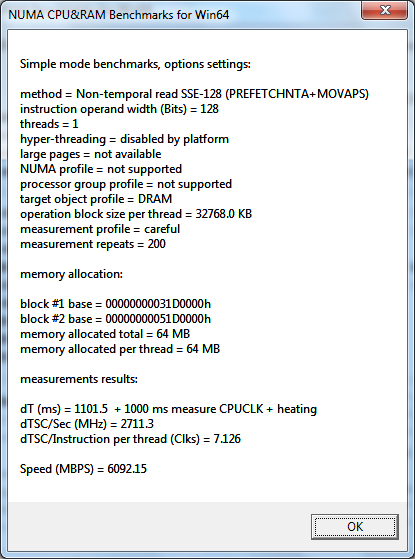 NUMA CPU&RAM Benchmarks for Win64
Simple mode benchmarks, options settings:
method = Non-temporal read SSE-128 (PREFETCHNTA+MOVAPS)
instruction operand width (Bits) = 128
threads = 1
hyper-threading = disabled by platform
large pages = not available
NUMA profile = not supported
processor group profile = not supported
target object profile = DRAM
operation block size per thread = 32768.0 KB
measurement profile = careful
measurement repeats = 200
memory allocation:
block #1 base = 00000000031D0000h
block #2 base = 00000000051D0000h
memory allocated total = 64 MB
memory allocated per thread = 64 MB
measurements results:
dT (ms) = 1101.5  + 1000 ms measure CPUCLK + heating
dTSC/Sec (MHz) = 2711.3
dTSC/Instruction per thread (Clks) = 7.126
Speed (MBPS) = 6092.15
OK